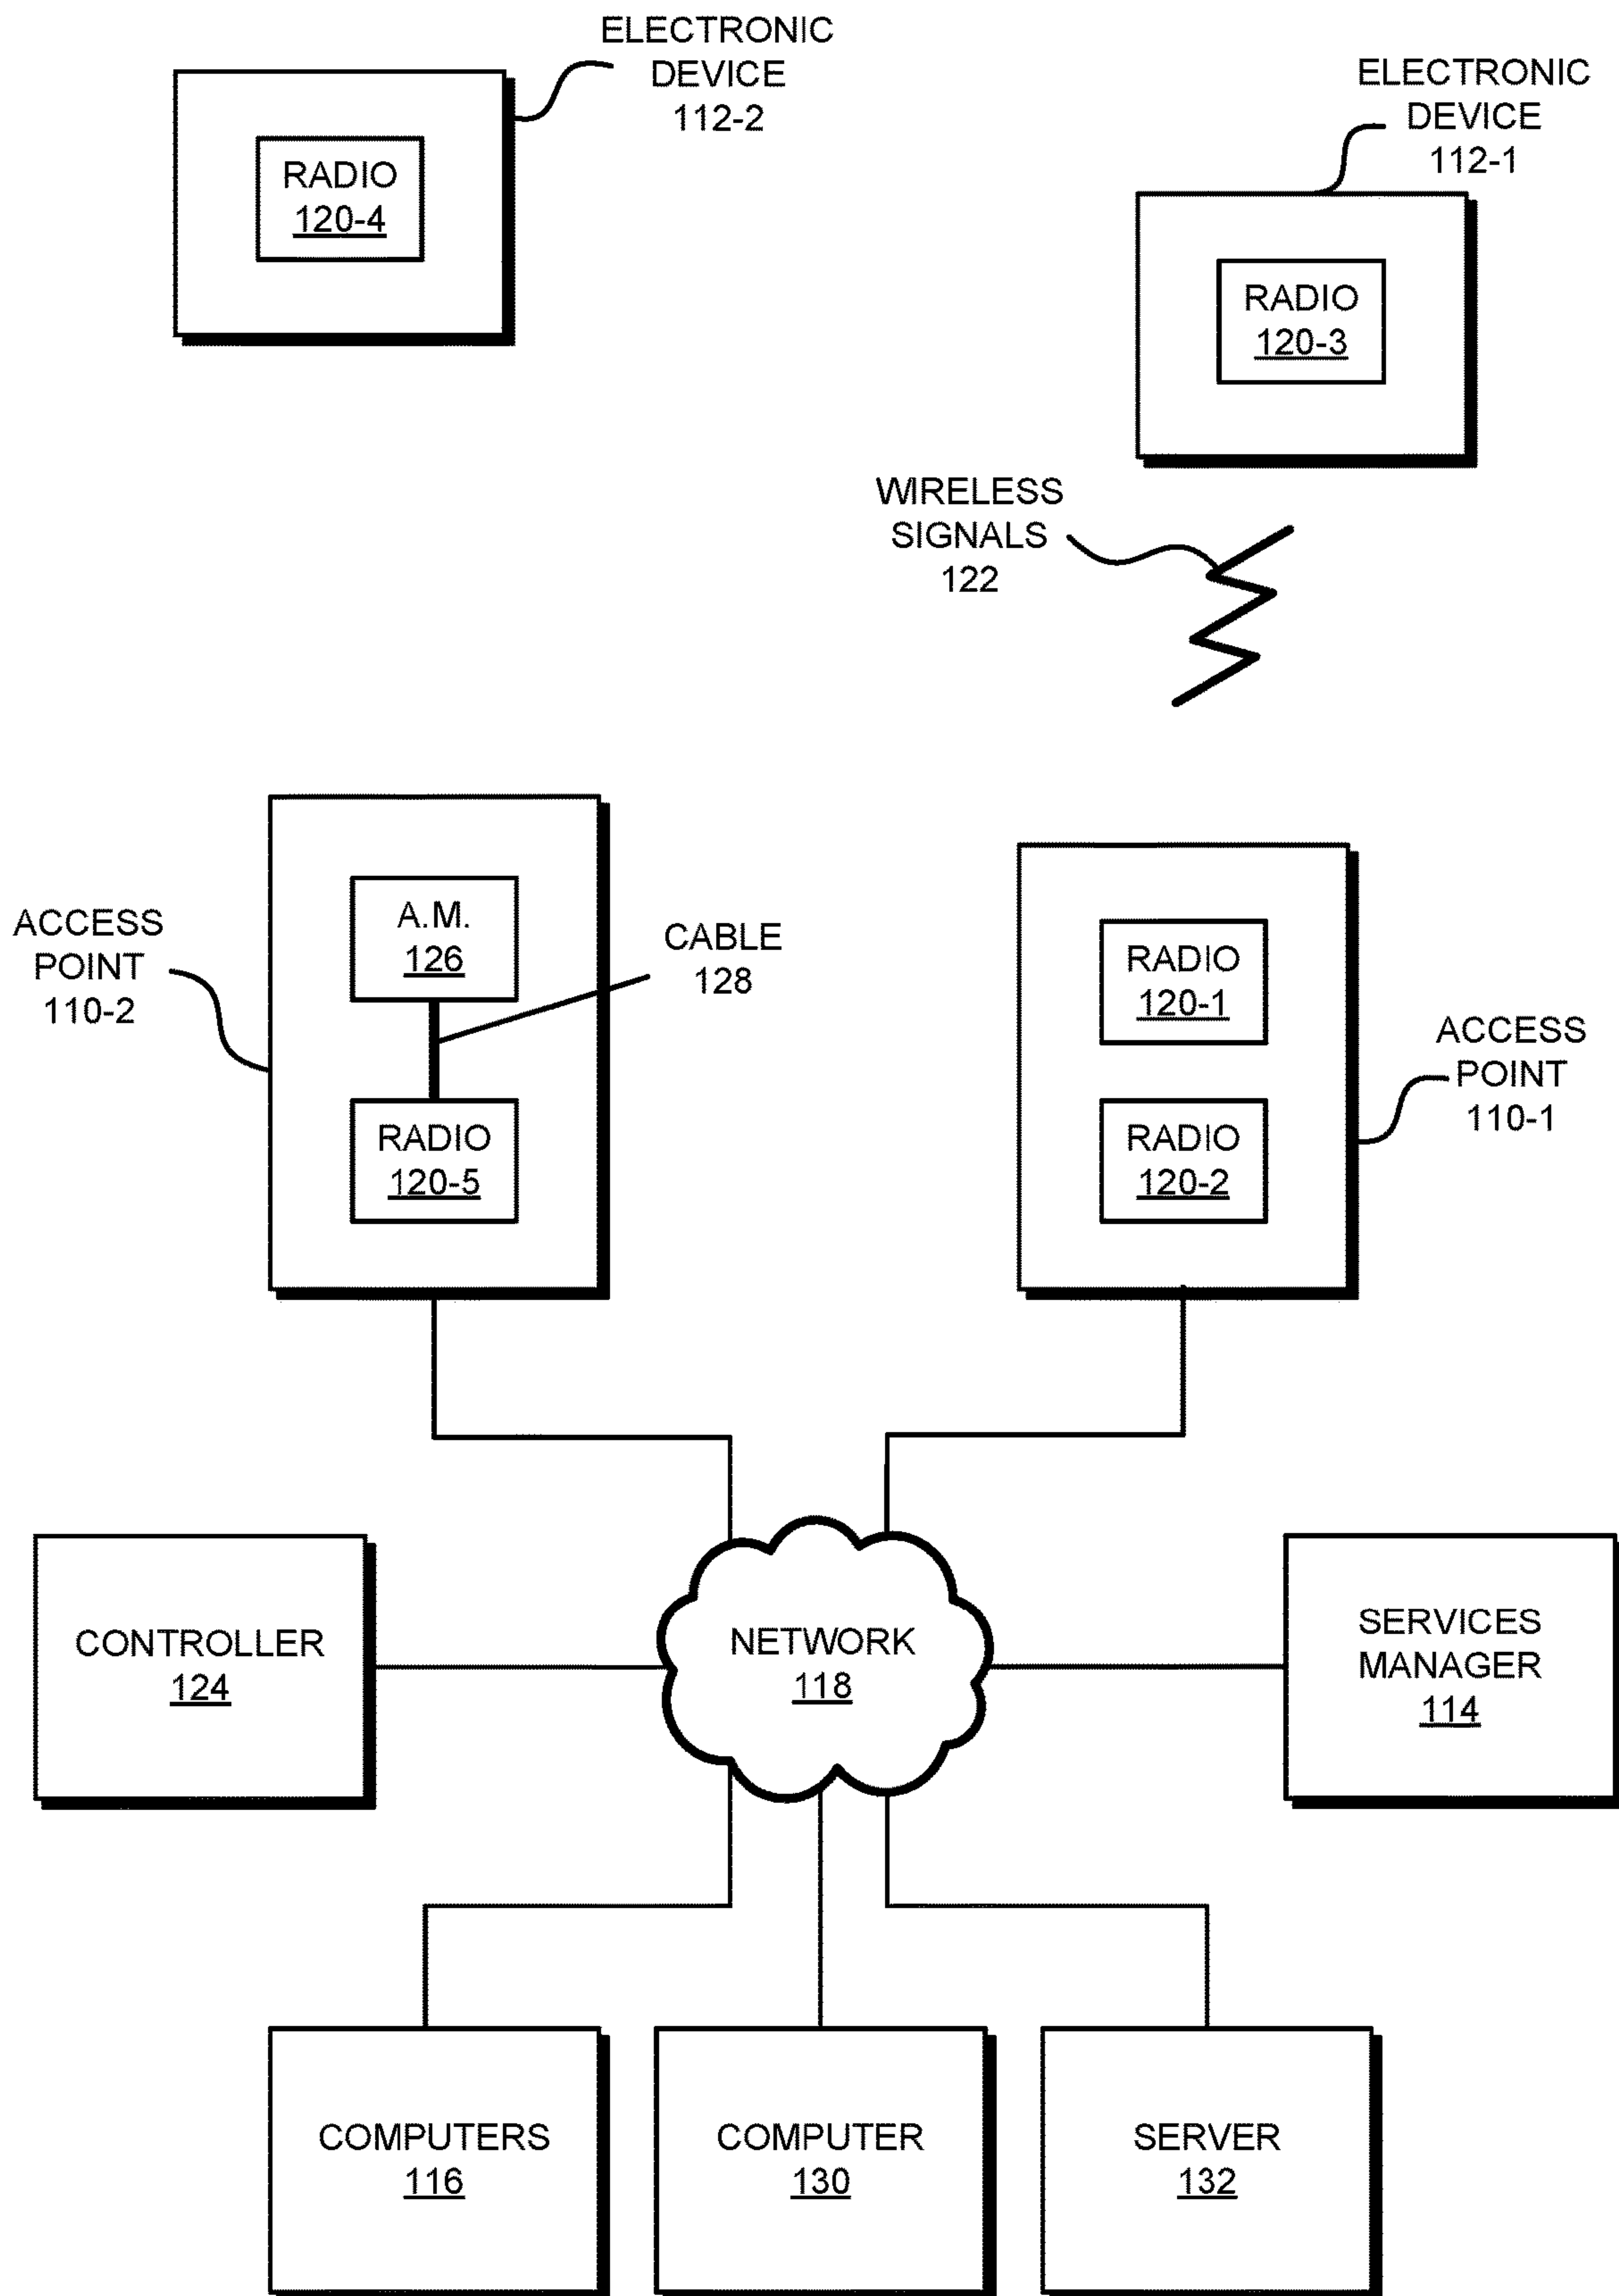 ELECTRONIC
DEVICE
112-2
RADIO
120-4
ELECTRONIC
DEVICE
112-1
RADIO
120-3
WIRELESS
SIGNALS
122
ACCESS
POINT
110-2
A.M.
126
CABLE
128
RADIO
120-5
RADIO
120-1
RADIO
120-2
ACCESS
POINT
110-1
CONTROLLER
124
NETWORK
118
SERVICES
MANAGER
114
COMPUTERS
116
COMPUTER
130
SERVER
132